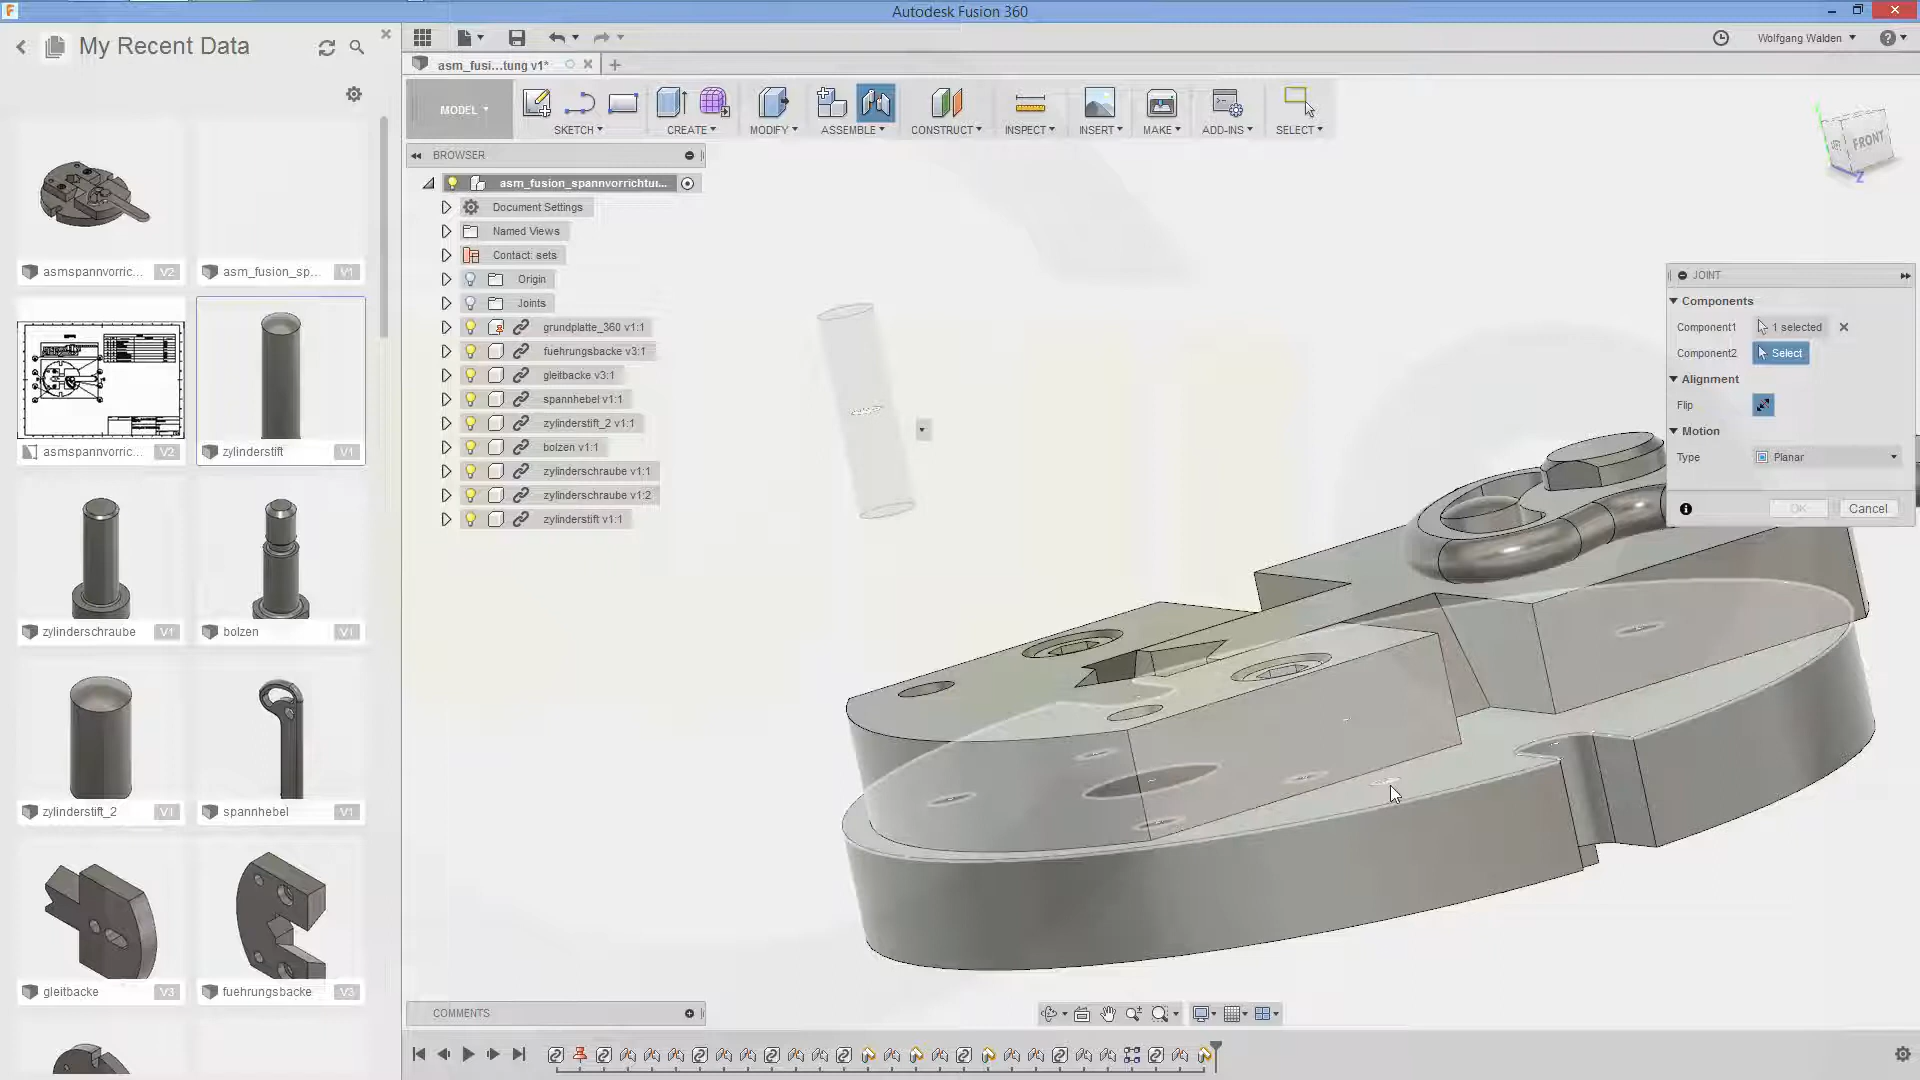 Autodesk Fusion 360
My Recent Data
Wolfgang Walden
asm_fusi...tung v1*
MODEL
SKETCH
CREATE
MODIFY
ASSEMBLE
CONSTRUCT
INSPECT
INSERT
MAKE
ADD-INS
SELECT
FRONT
BROWSER
asm_fusion_spannvorrichtu...
Document Settings
Named Views
Contact: sets
Origin
Joints
grundplatte_360 v1:1
fuehrungsbacke v3:1
gleitbacke v3:1
spannhebel v1:1
zylinderstift_2 v1:1
bolzen v1:1
zylinderschraube v1:1
zylinderschraube v1:2
zylinderstift v1:1
asmspannvorric... V2
asm_fusion_sp... V1
asmspannvorric... V2
zylinderstift V1
zylinderschraube V1
bolzen V1
zylinderstift_2 V1
spannhebel V1
gleitbacke V3
fuehrungsbacke V3
JOINT
Components
Component1 1 selected
Component2 Select
Alignment
Flip
Motion
Type Planar
OK Cancel
Z
COMMENTS